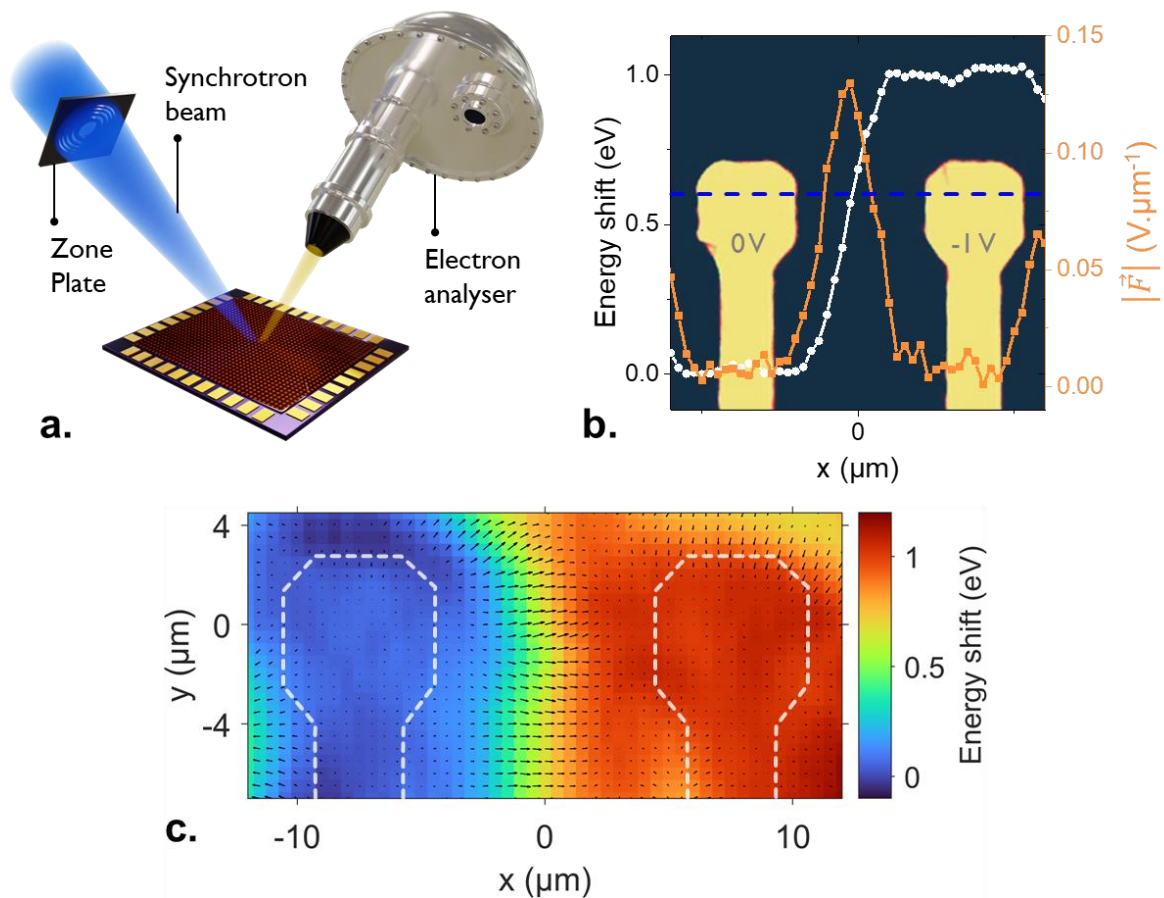 Synchrotron
beam
Zone
Plate
Electron
analyser
a.
Energy shift (eV)
1.0
0.5
0.0
0 V
-1 V
0.15
0.10
0.05
0.00
|F⃗| (V.µm⁻¹)
0
x (µm)
b.
y (µm)
4
0
-4
-10
0
10
x (µm)
1
0.5
0
Energy shift (eV)
c.